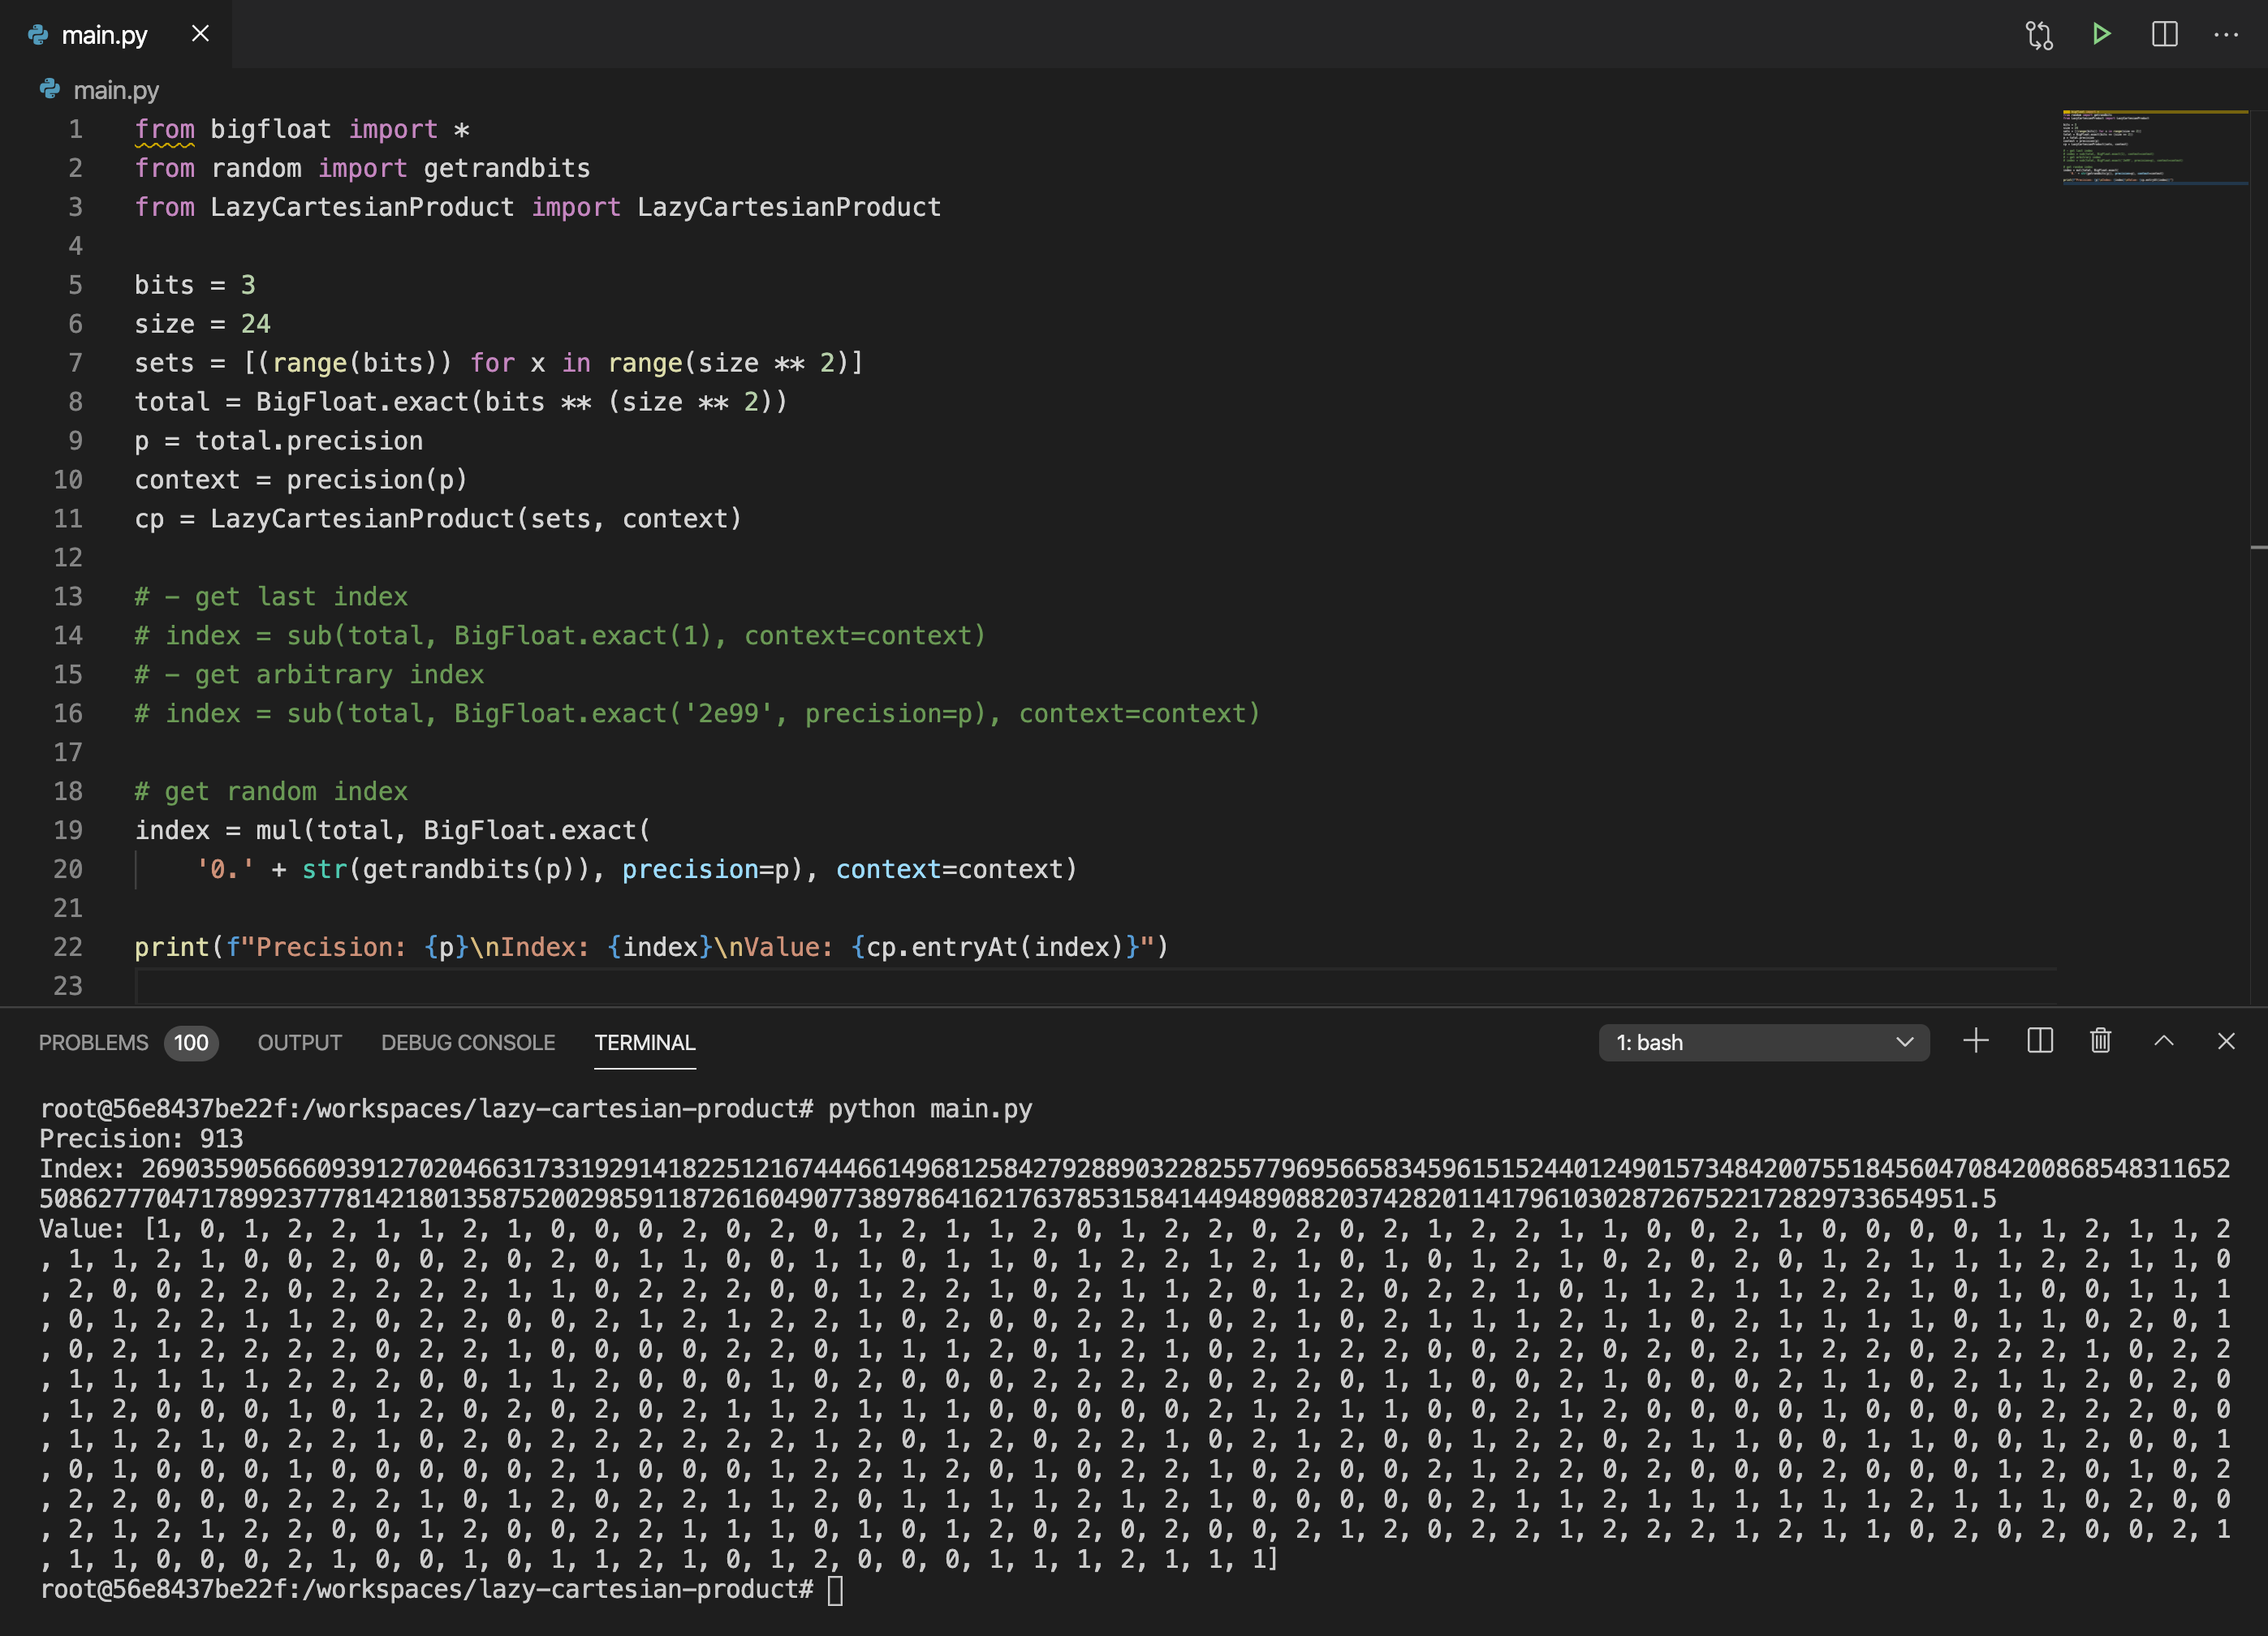 main.py
main.py
1 from bigfloat import *
2 from random import getrandbits
3 from LazyCartesianProduct import LazyCartesianProduct
4
5 bits = 3
6 size = 24
7 sets = [(range(bits)) for x in range(size ** 2)]
8 total = BigFloat.exact(bits ** (size ** 2))
9 p = total.precision
10 context = precision(p)
11 cp = LazyCartesianProduct(sets, context)
12
13 # - get last index
14 # index = sub(total, BigFloat.exact(1), context=context)
15 # - get arbitrary index
16 # index = sub(total, BigFloat.exact('2e99', precision=p), context=context)
17
18 # get random index
19 index = mul(total, BigFloat.exact(
20     '0.' + str(getrandbits(p)), precision=p), context=context)
21
22 print(f"Precision: {p}\nIndex: {index}\nValue: {cp.entryAt(index)}")
23
PROBLEMS 100 OUTPUT DEBUG CONSOLE TERMINAL 1: bash
root@56e8437be22f:/workspaces/lazy-cartesian-product# python main.py
Precision: 913
Index: 26903590566609391270204663173319291418225121674446614968125842792889032282557796956658345961515244012490157348420075518456047084200868548311652
508627770471789923777814218013587520029859118726160490773897864162176378531584144948908820374282011417961030287267522172829733654951.5
Value: [1, 0, 1, 2, 2, 1, 1, 2, 1, 0, 0, 0, 2, 0, 2, 0, 1, 2, 1, 1, 2, 0, 1, 2, 2, 0, 2, 0, 2, 1, 2, 2, 1, 1, 0, 0, 2, 1, 0, 0, 0, 0, 1, 1, 2, 1, 1, 2
, 1, 1, 2, 1, 0, 0, 2, 0, 0, 2, 0, 2, 0, 1, 1, 0, 0, 1, 1, 0, 1, 1, 0, 1, 2, 2, 1, 2, 1, 0, 1, 0, 1, 2, 1, 0, 2, 0, 2, 0, 1, 2, 1, 1, 1, 2, 2, 1, 1, 0
, 2, 0, 0, 2, 2, 0, 2, 2, 2, 2, 1, 1, 0, 2, 2, 2, 0, 0, 1, 2, 2, 1, 0, 2, 1, 1, 2, 0, 1, 2, 0, 2, 2, 1, 0, 1, 1, 2, 1, 1, 2, 2, 1, 0, 1, 0, 0, 1, 1, 1
, 0, 1, 2, 2, 1, 1, 2, 0, 2, 2, 0, 0, 2, 1, 2, 1, 2, 2, 1, 0, 2, 0, 0, 2, 2, 1, 0, 2, 1, 0, 2, 1, 1, 1, 2, 1, 1, 0, 2, 1, 1, 1, 1, 0, 1, 1, 0, 2, 0, 1
, 0, 2, 1, 2, 2, 2, 2, 0, 2, 2, 1, 0, 0, 0, 0, 2, 2, 0, 1, 1, 1, 2, 0, 1, 2, 1, 0, 2, 1, 2, 2, 0, 0, 2, 2, 0, 2, 0, 2, 1, 2, 2, 0, 2, 2, 2, 1, 0, 2, 2
, 1, 1, 1, 1, 1, 2, 2, 2, 0, 0, 1, 1, 2, 0, 0, 0, 1, 0, 2, 0, 0, 0, 2, 2, 2, 2, 0, 2, 2, 0, 1, 1, 0, 0, 2, 1, 0, 0, 0, 2, 1, 1, 0, 2, 1, 1, 2, 0, 2, 0
, 1, 2, 0, 0, 0, 1, 0, 1, 2, 0, 2, 0, 2, 0, 2, 1, 1, 2, 1, 1, 1, 0, 0, 0, 0, 0, 2, 1, 2, 1, 1, 0, 0, 2, 1, 2, 0, 0, 0, 0, 1, 0, 0, 0, 0, 2, 2, 2, 0, 0
, 1, 1, 2, 1, 0, 2, 2, 1, 0, 2, 0, 2, 2, 2, 2, 2, 2, 1, 2, 0, 1, 2, 0, 2, 2, 1, 0, 2, 1, 2, 0, 0, 1, 2, 2, 0, 2, 1, 1, 0, 0, 1, 1, 0, 0, 1, 2, 0, 0, 1
, 0, 1, 0, 0, 0, 1, 0, 0, 0, 0, 0, 2, 1, 0, 0, 0, 1, 2, 2, 1, 2, 0, 1, 0, 2, 2, 1, 0, 2, 0, 0, 2, 1, 2, 2, 0, 2, 0, 0, 0, 2, 0, 0, 0, 1, 2, 0, 1, 0, 2
, 2, 2, 0, 0, 0, 2, 2, 2, 1, 0, 1, 2, 0, 2, 2, 1, 1, 2, 0, 1, 1, 1, 1, 2, 1, 2, 1, 0, 0, 0, 0, 0, 2, 1, 1, 2, 1, 1, 1, 1, 1, 1, 2, 1, 1, 1, 0, 2, 0, 0
, 2, 1, 2, 1, 2, 2, 0, 0, 1, 2, 0, 0, 2, 2, 1, 1, 1, 0, 1, 0, 1, 2, 0, 2, 0, 2, 0, 0, 2, 1, 2, 0, 2, 2, 1, 2, 2, 2, 1, 2, 1, 1, 0, 2, 0, 2, 0, 0, 2, 1
, 1, 1, 0, 0, 0, 2, 1, 0, 0, 1, 0, 1, 1, 2, 1, 0, 1, 2, 0, 0, 0, 1, 1, 1, 2, 1, 1, 1]
root@56e8437be22f:/workspaces/lazy-cartesian-product#